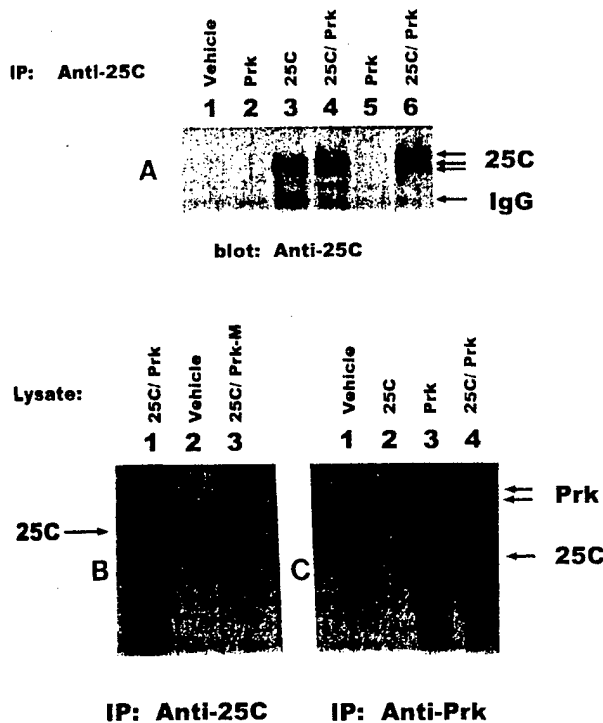 IP: Anti-25C
Vehicle
Prk
25C
25C/ Prk
Prk
25C/ Prk
1 2 3 4 5 6
A
25C
IgG
blot: Anti-25C
Lysate:
25C/ Prk
Vehicle
25C/ Prk-M
1 2 3
Vehicle
25C
Prk
25C/ Prk
1 2 3 4
25C
B
C
Prk
25C
IP: Anti-25C
IP: Anti-Prk